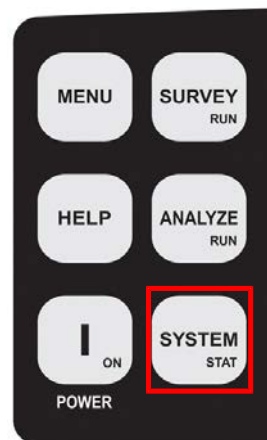 MENU
SURVEY
RUN
HELP
ANALYZE
RUN
I
ON
POWER
SYSTEM
STAT